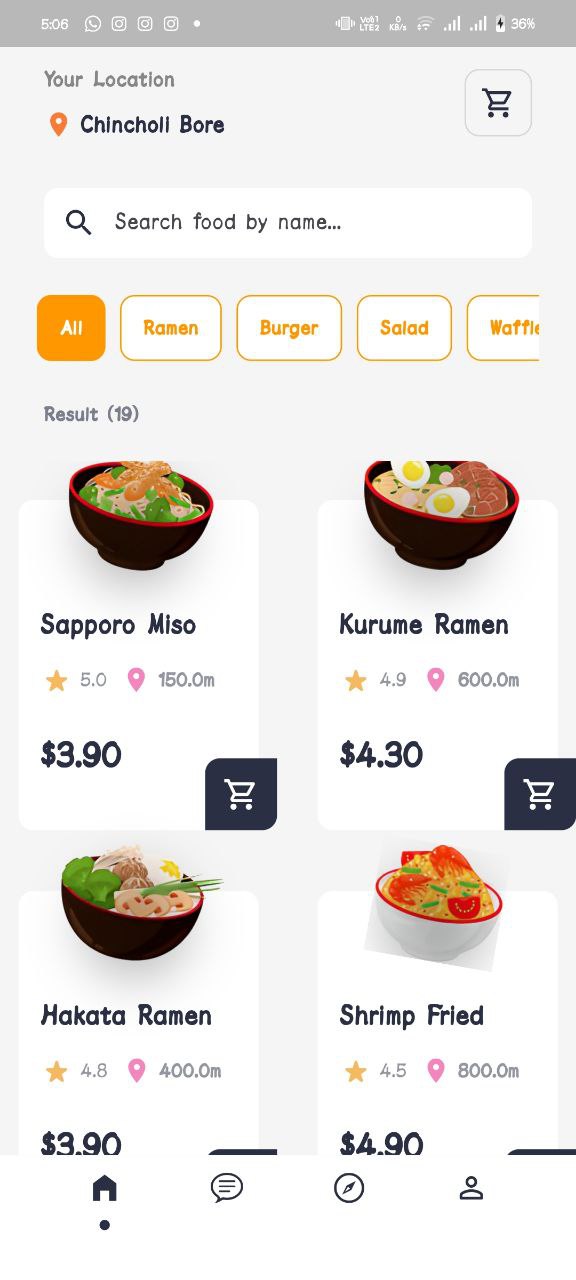 5:06
Vo)) 1 LTE2
0 KB/s
36%
Your Location
Chincholi Bore
Search food by name...
All Ramen Burger Salad Waffle
Result (19)
Sapporo Miso Kurume Ramen
5.0 150.0m 4.9 600.0m
$3.90 $4.30
Hakata Ramen Shrimp Fried
4.8 400.0m 4.5 800.0m
$3.90 $4.90